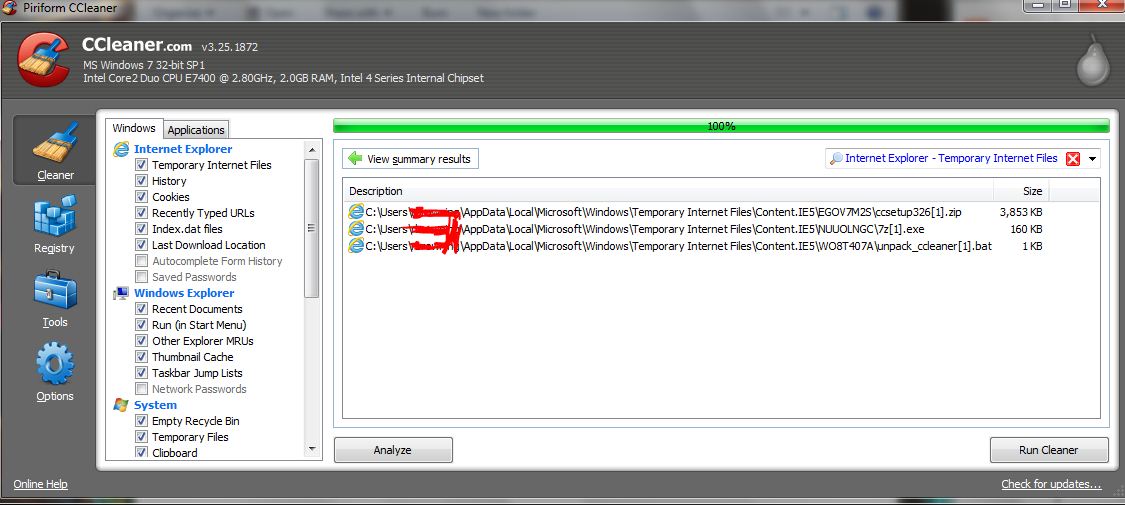 Piriform CCleaner
CCleaner.com v3.25.1872
MS Windows 7 32-bit SP1
Intel Core2 Duo CPU E7400 @ 2.80GHz, 2.0GB RAM, Intel 4 Series Internal Chipset
Cleaner
Registry
Tools
Options
Windows
Applications
Internet Explorer
Temporary Internet Files
History
Cookies
Recently Typed URLs
Index.dat files
Last Download Location
Autocomplete Form History
Saved Passwords
Windows Explorer
Recent Documents
Run (in Start Menu)
Other Explorer MRUs
Thumbnail Cache
Taskbar Jump Lists
Network Passwords
System
Empty Recycle Bin
Temporary Files
Clipboard
100%
View summary results
Internet Explorer - Temporary Internet Files
Description Size
C:\Users\ \AppData\Local\Microsoft\Windows\Temporary Internet Files\Content.IE5\EGOV7M2S\ccsetup326[1].zip 3,853 KB
C:\Users\ \AppData\Local\Microsoft\Windows\Temporary Internet Files\Content.IE5\NUUOLNGC\7z[1].exe 160 KB
C:\Users\ \AppData\Local\Microsoft\Windows\Temporary Internet Files\Content.IE5\WO8T407A\unpack_ccleaner[1].bat 1 KB
Analyze
Run Cleaner
Online Help
Check for updates...